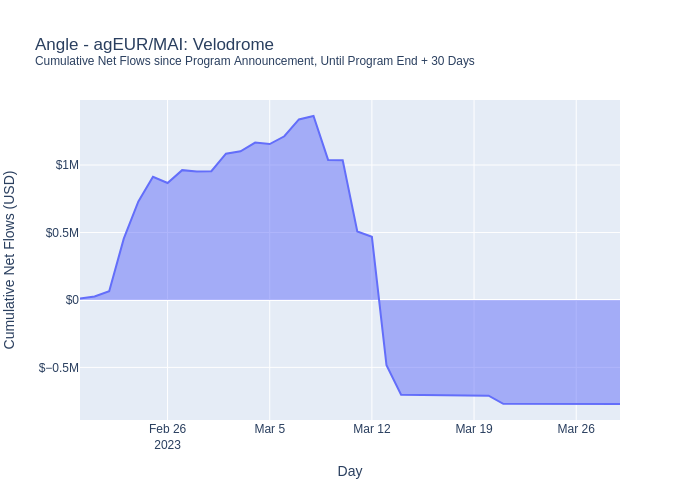 Angle - agEUR/MAI: Velodrome
Cumulative Net Flows since Program Announcement, Until Program End + 30 Days
Cumulative Net Flows (USD)
$1M
$0.5M
$0
$−0.5M
Feb 26
2023
Mar 5
Mar 12
Mar 19
Mar 26
Day